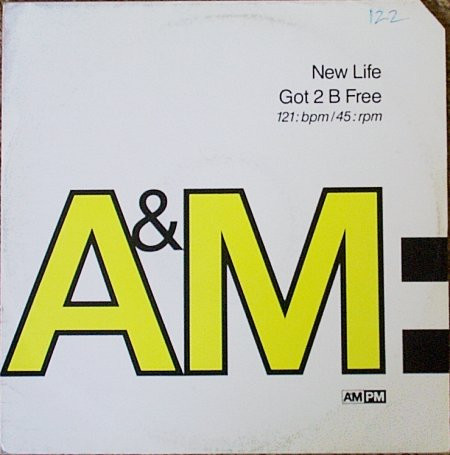 122
New Life
Got 2 B Free
121: bpm / 45: rpm
A&M:
AM PM